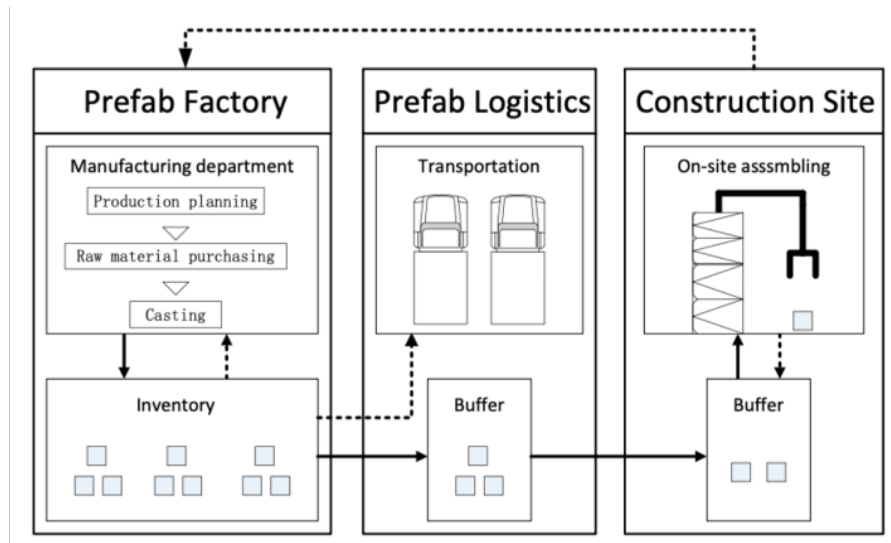 Prefab Factory
Prefab Logistics
Construction Site
Manufacturing department
Production planning
Raw material purchasing
Casting
Transportation
On-site asssmbling
Inventory
Buffer
Buffer